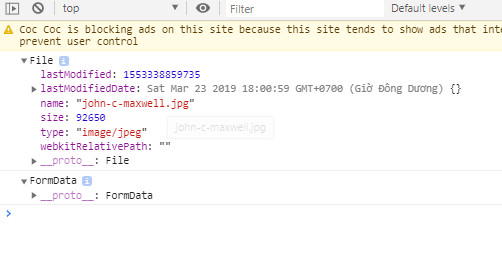 top
Filter
Default levels
Coc Coc is blocking ads on this site because this site tends to show ads that inte
prevent user control
File
lastModified: 1553338859735
lastModifiedDate: Sat Mar 23 2019 18:00:59 GMT+0700 (Giờ Đông Dương) {}
name: "john-c-maxwell.jpg"
size: 92650
type: "image/jpeg"
john-c-maxwell.jpg
webkitRelativePath: ""
__proto__: File
FormData
__proto__: FormData